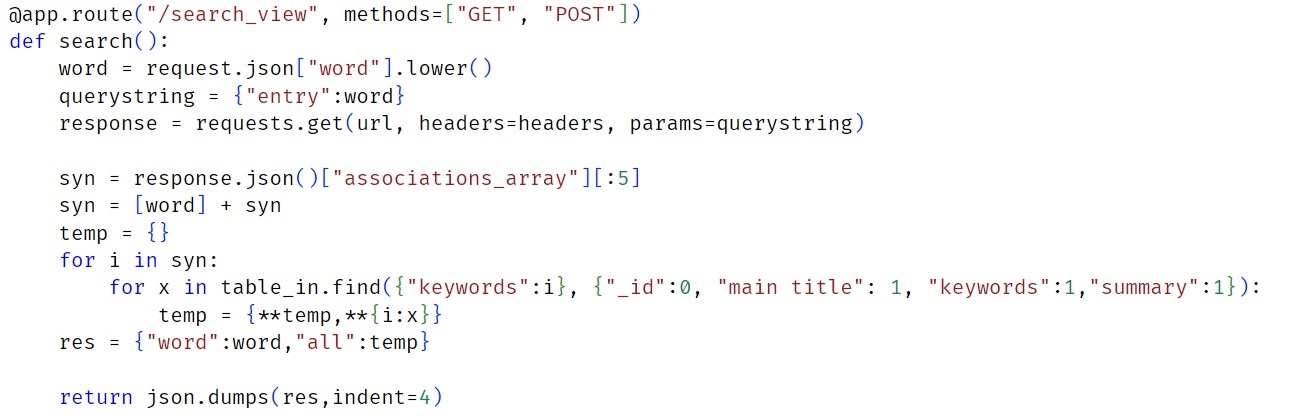 @app.route("/search_view", methods=["GET", "POST"])
def search():
    word = request.json["word"].lower()
    querystring = {"entry":word}
    response = requests.get(url, headers=headers, params=querystring)

    syn = response.json()["associations_array"][:5]
    syn = [word] + syn
    temp = {}
    for i in syn:
        for x in table_in.find({"keywords":i}, {"_id":0, "main title": 1, "keywords":1,"summary":1}):
            temp = {**temp,**{i:x}}
    res = {"word":word,"all":temp}

    return json.dumps(res,indent=4)